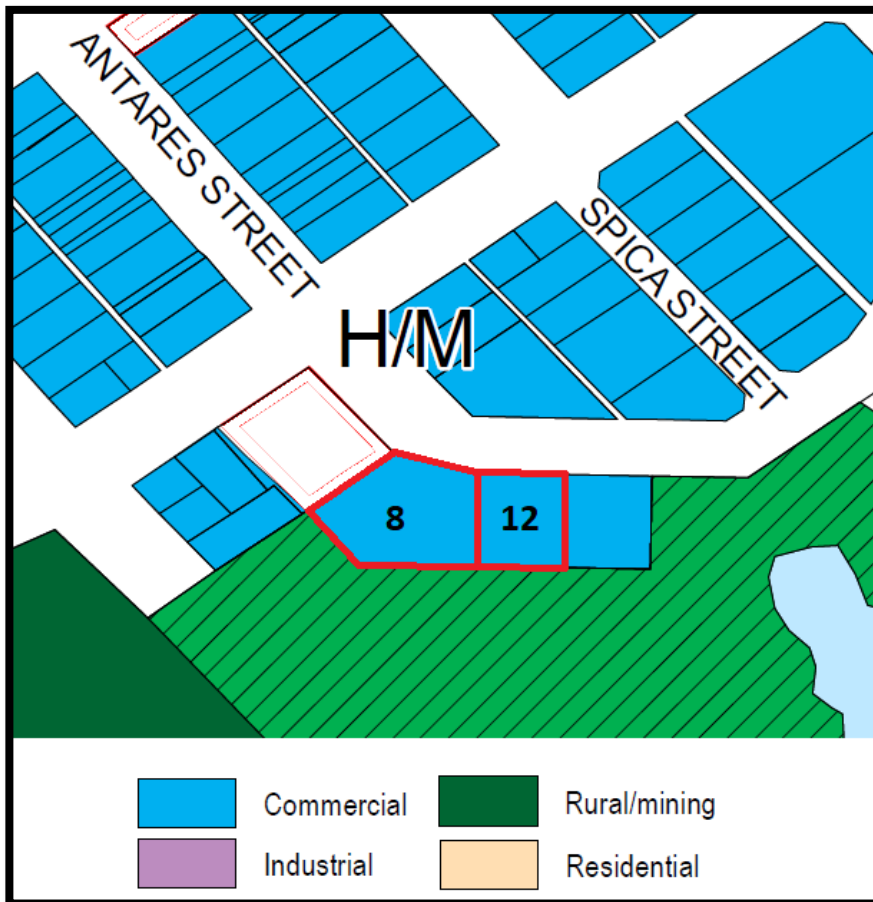 ANTARES STREET
SPICA STREET
H/M
8
12
Commercial
Rural/mining
Industrial
Residential